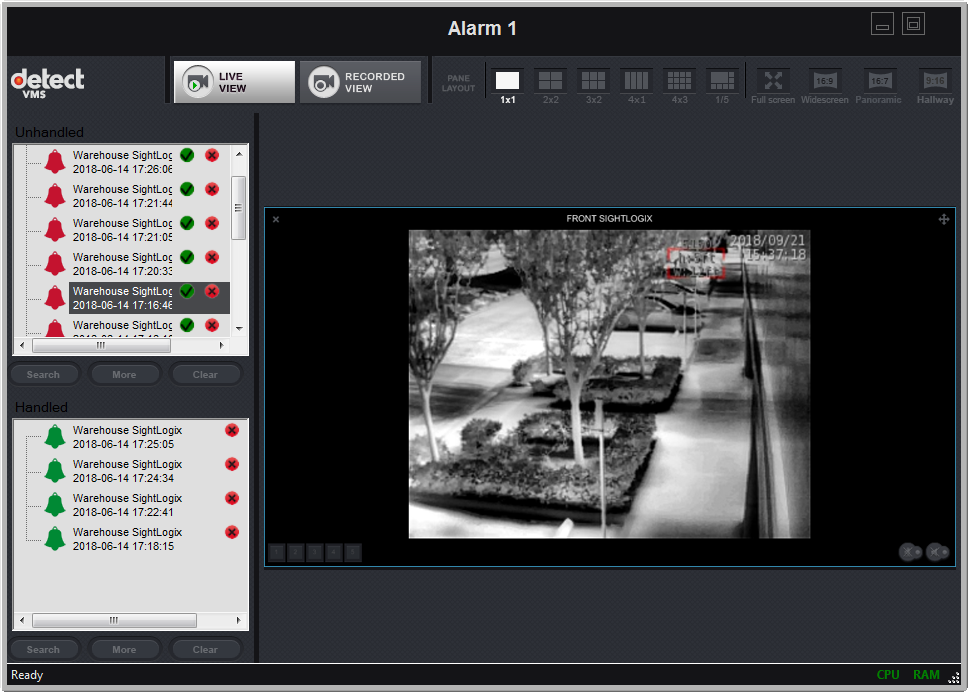 Alarm 1
detect
VMS
LIVE
VIEW
RECORDED
VIEW
PANE
LAYOUT
1x1
2x2
3x2
4x1
4x3
1/5
16:9
16:7
9:16
Full screen
Widescreen
Panoramic
Hallway
Unhandled
Warehouse SightLog
2018-06-14 17:26:06
Warehouse SightLog
2018-06-14 17:21:44
Warehouse SightLog
2018-06-14 17:21:05
Warehouse SightLog
2018-06-14 17:20:33
Warehouse SightLog
2018-06-14 17:16:46
Warehouse SightLog
Search
More
Clear
Handled
Warehouse SightLogix
2018-06-14 17:25:05
Warehouse SightLogix
2018-06-14 17:24:34
Warehouse SightLogix
2018-06-14 17:22:41
Warehouse SightLogix
2018-06-14 17:18:15
Search
More
Clear
FRONT SIGHTLOGIX
2018/09/21
15:37:18
1 2 3 4 5
Ready
CPU
RAM